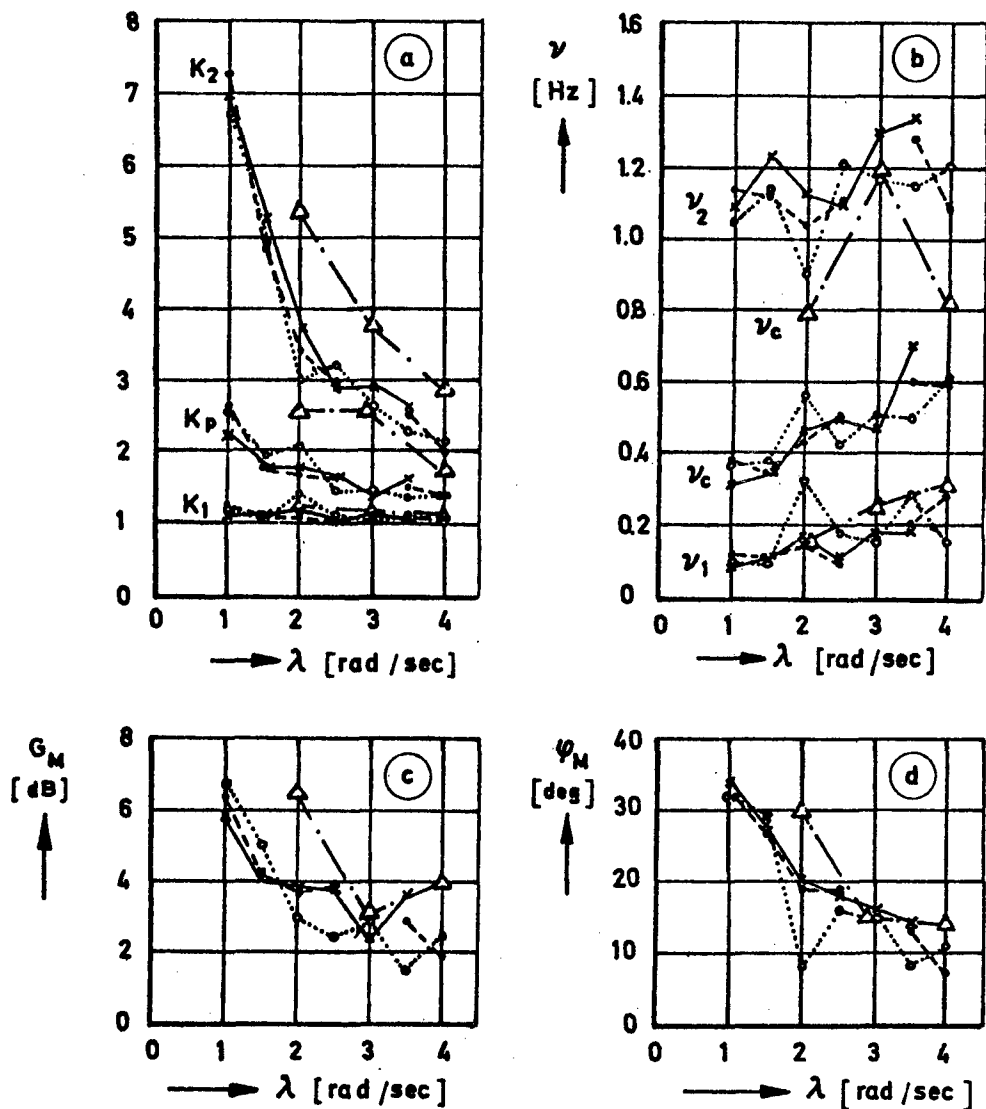 8
7
6
5
4
3
2
1
0
K2
Kp
K1
a
0 1 2 3 4
λ [rad/sec]
ν
[Hz]
1.6
1.4
1.2
1.0
0.8
0.6
0.4
0.2
0
ν2
νc
νc
ν1
b
0 1 2 3 4
λ [rad/sec]
GM
[dB]
8
6
4
2
0
c
0 1 2 3 4
λ [rad/sec]
φM
[deg]
40
30
20
10
0
d
0 1 2 3 4
λ [rad/sec]